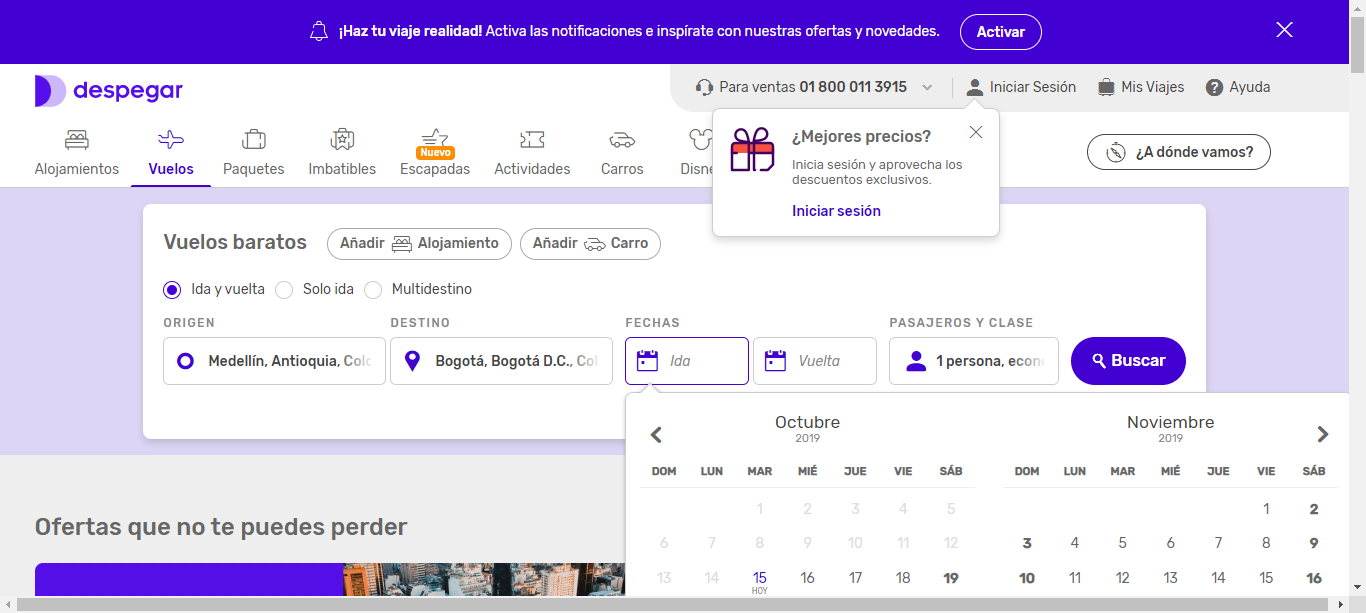 ¡Haz tu viaje realidad! Activa las notificaciones e inspírate con nuestras ofertas y novedades. Activar
despegar
Para ventas 01 800 011 3915 Iniciar Sesión Mis Viajes Ayuda
Alojamientos Vuelos Paquetes Imbatibles Nuevo Escapadas Actividades Carros ¿A dónde vamos?
¿Mejores precios?
Inicia sesión y aprovecha los
descuentos exclusivos.
Iniciar sesión
Vuelos baratos Añadir Alojamiento Añadir Carro
Ida y vuelta Solo ida Multidestino
ORIGEN DESTINO FECHAS PASAJEROS Y CLASE
Medellín, Antioquia, Bogotá, Bogotá D.C., Ida Vuelta 1 persona, Buscar
Octubre Noviembre
2019 2019
DOM LUN MAR MIÉ JUE VIE SÁB DOM LUN MAR MIÉ JUE VIE SÁB
1 2 3 4 5 1 2
6 7 8 9 10 11 12 3 4 5 6 7 8 9
13 14 15 16 17 18 19 10 11 12 13 14 15 16
HOY
Ofertas que no te puedes perder